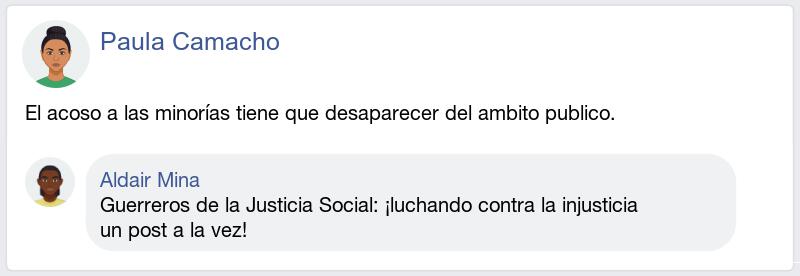 Paula Camacho
El acoso a las minorías tiene que desaparecer del ambito publico.
Aldair Mina
Guerreros de la Justicia Social: ¡luchando contra la injusticia
un post a la vez!